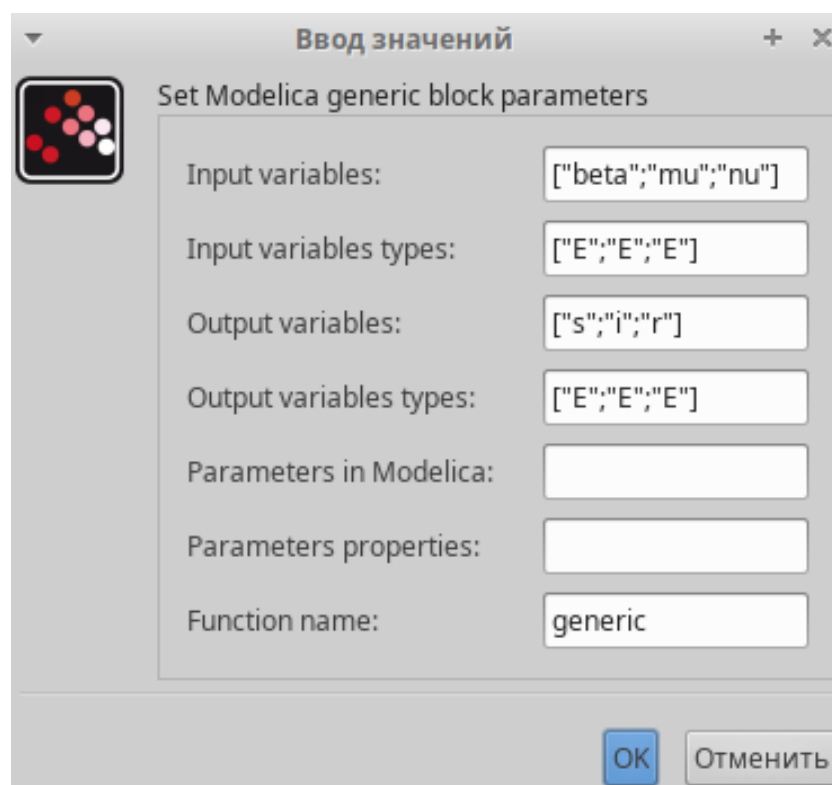 Ввод значений
Set Modelica generic block parameters
Input variables: ["beta";"mu";"nu"]
Input variables types: ["E";"E";"E"]
Output variables: ["s";"i";"r"]
Output variables types: ["E";"E";"E"]
Parameters in Modelica:
Parameters properties:
Function name: generic
OK Отменить